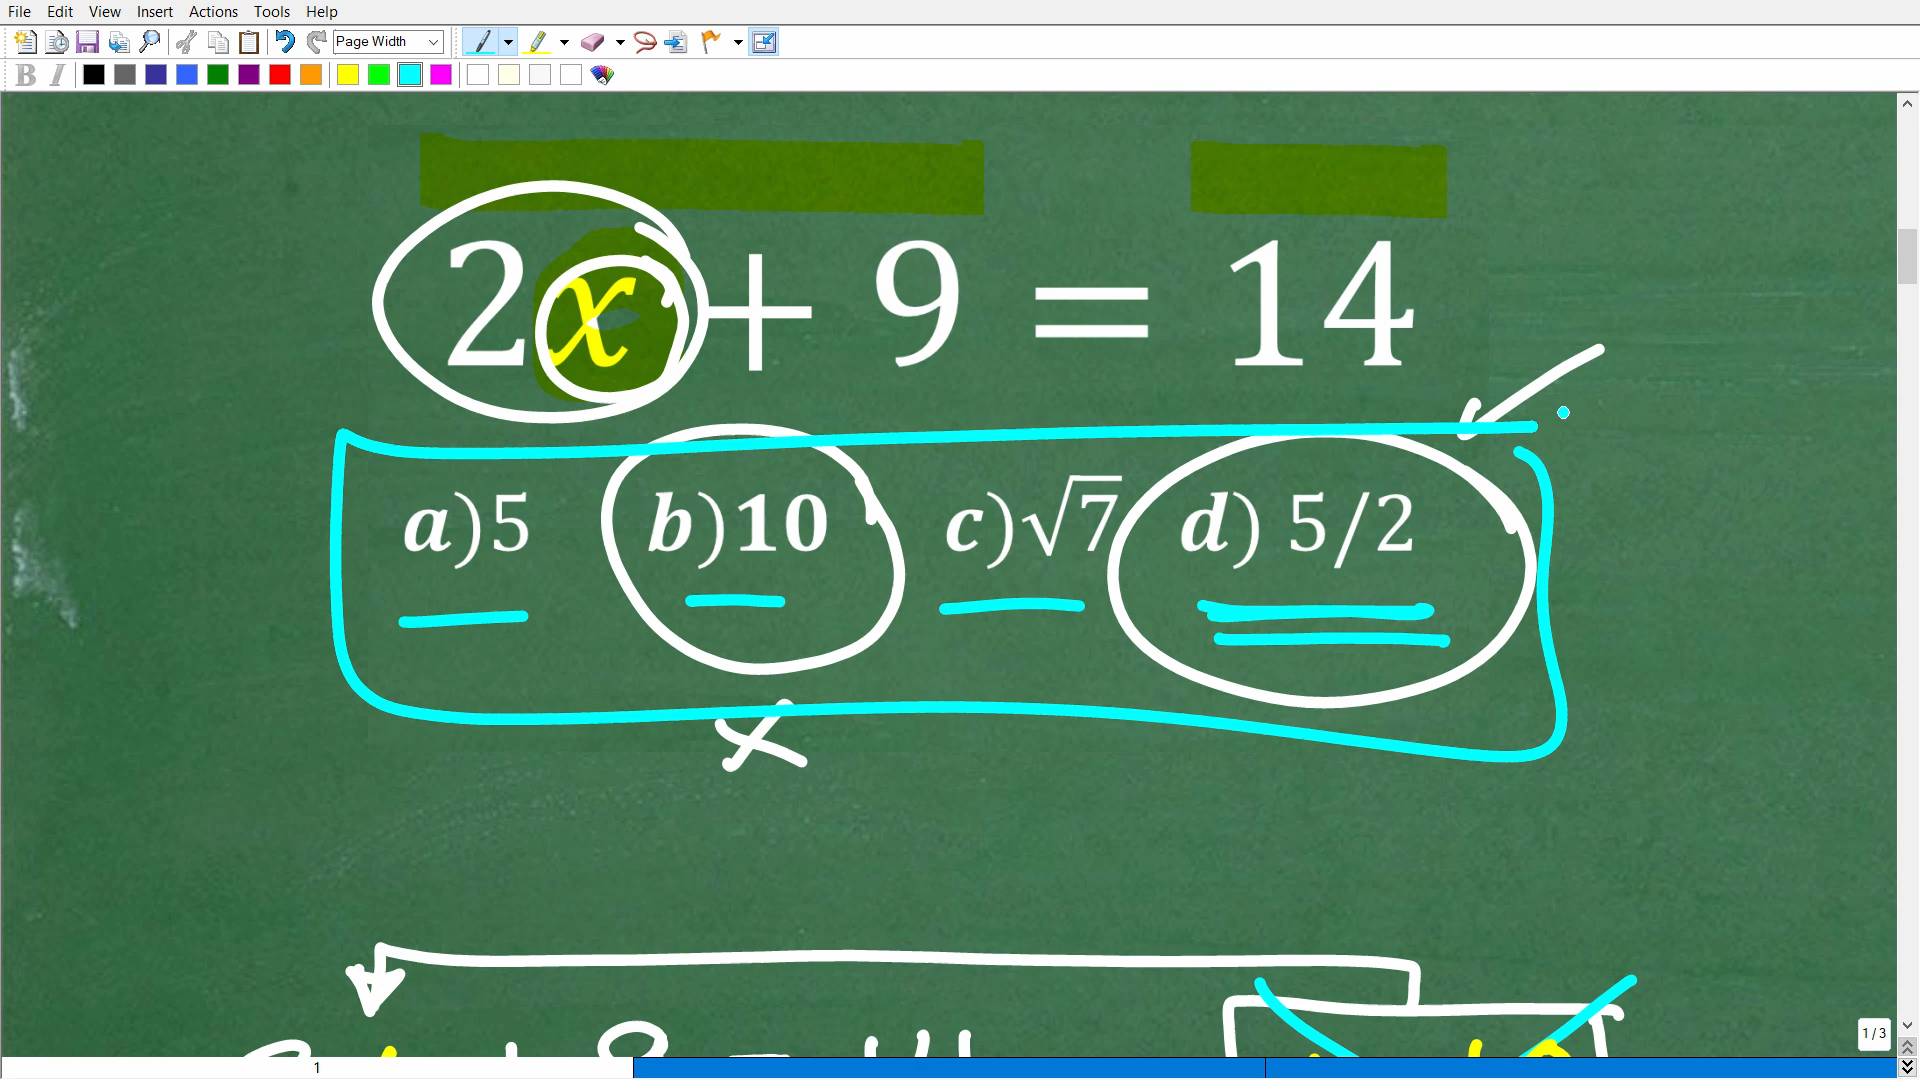 File Edit View Insert Actions Tools Help
Page Width
B I
2x + 9 = 14
a)5 b)10 c)√7 d) 5/2
x
1 / 3
1